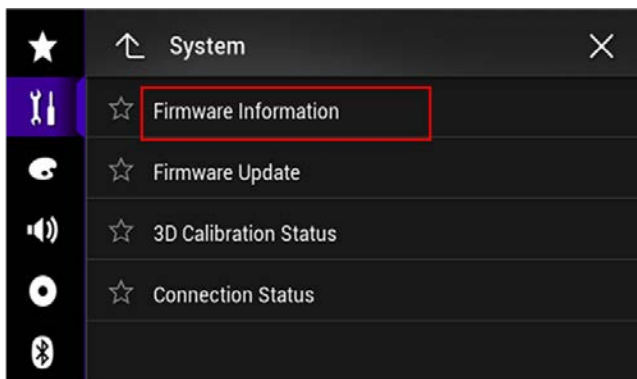 System
Firmware Information
Firmware Update
3D Calibration Status
Connection Status